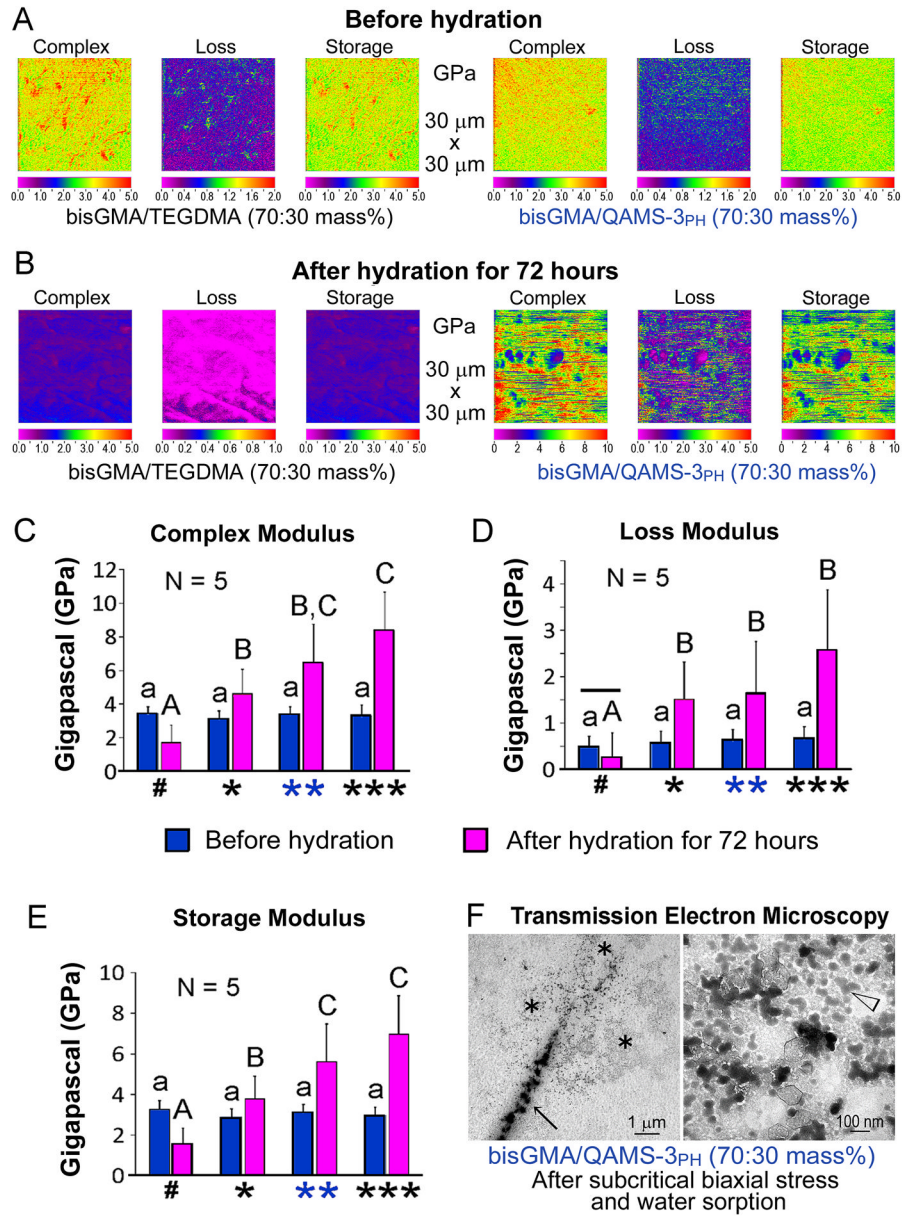 A
Before hydration
Complex Loss Storage Complex Loss Storage
GPa
30 µm
x
30 µm
0.0 1.0 2.0 3.0 4.0 5.0 0.0 0.4 0.8 1.2 1.6 2.0 0.0 1.0 2.0 3.0 4.0 5.0 0.0 1.0 2.0 3.0 4.0 5.0 0.0 0.4 0.8 1.2 1.6 2.0 0.0 1.0 2.0 3.0 4.0 5.0
bisGMA/TEGDMA (70:30 mass%) bisGMA/QAMS-3PH (70:30 mass%)
B
After hydration for 72 hours
Complex Loss Storage Complex Loss Storage
GPa
30 µm
x
30 µm
0.0 1.0 2.0 3.0 4.0 5.0 0 0.2 0.4 0.6 0.8 1 0.0 1.0 2.0 3.0 4.0 5.0 0 2 4 6 8 10 0.0 1.0 2.0 3.0 4.0 5.0 0 2 4 6 8 10
bisGMA/TEGDMA (70:30 mass%) bisGMA/QAMS-3PH (70:30 mass%)
C
Complex Modulus
Gigapascal (GPa)
12
10
8
6
4
2
0
N = 5
a A a B a B,C a C
# * ** ***
D
Loss Modulus
Gigapascal (GPa)
4
3
2
1
0
N = 5
a A a B a B a B
# * ** ***
Before hydration After hydration for 72 hours
E
Storage Modulus
Gigapascal (GPa)
10
8
6
4
2
0
N = 5
a A a B a C a C
# * ** ***
F
Transmission Electron Microscopy
*
*
*
1 µm
100 nm
bisGMA/QAMS-3PH (70:30 mass%)
After subcritical biaxial stress
and water sorption